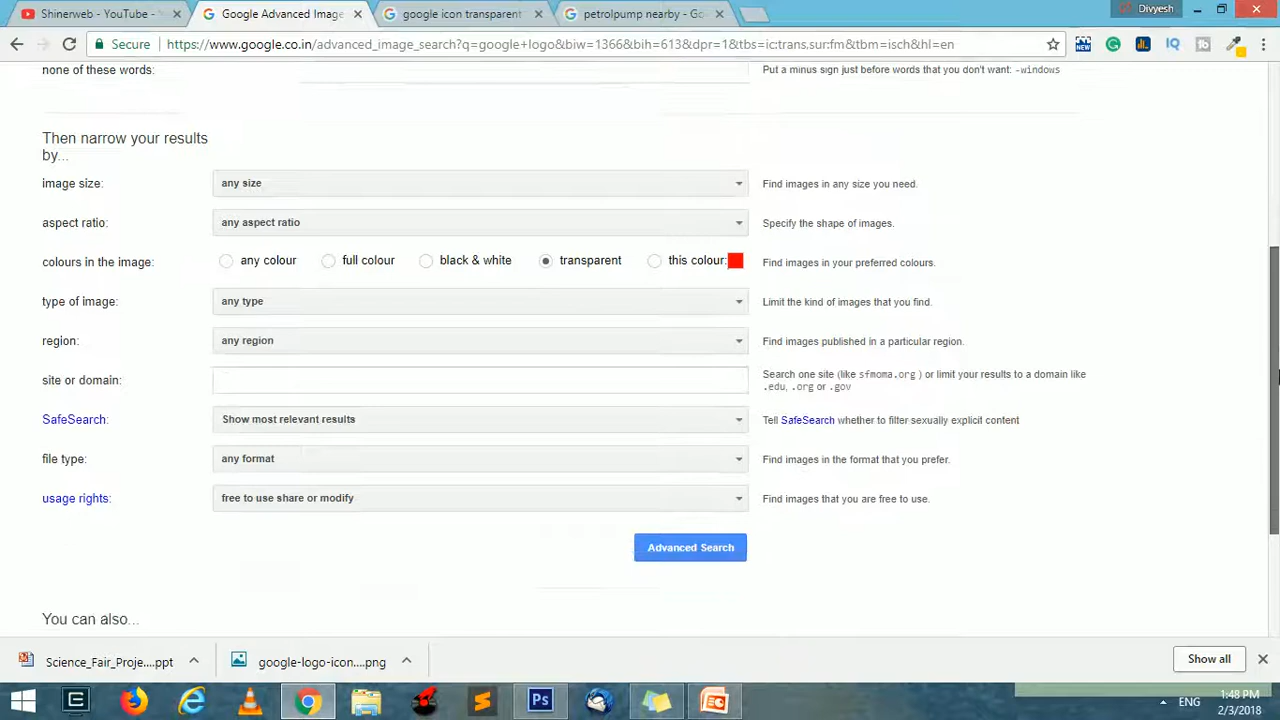 Shinerweb - YouTube -
Google Advanced Image
google icon transparent
petrolpump nearby - Go
Divyesh
Secure
https://www.google.co.in/advanced_image_search?q=google+logo&biw=1366&bih=613&dpr=1&tbs=ic:trans,sur:fm&tbm=isch&hl=en
NEW
IQ
none of these words:
Put a minus sign just before words that you don't want: -windows
Then narrow your results
by...
image size:
any size
Find images in any size you need.
aspect ratio:
any aspect ratio
Specify the shape of images.
colours in the image:
any colour
full colour
black & white
transparent
this colour:
Find images in your preferred colours.
type of image:
any type
Limit the kind of images that you find.
region:
any region
Find images published in a particular region.
site or domain:
Search one site (like sfmoma.org ) or limit your results to a domain like
.edu, .org or .gov
SafeSearch:
Show most relevant results
Tell SafeSearch whether to filter sexually explicit content
file type:
any format
Find images in the format that you prefer.
usage rights:
free to use share or modify
Find images that you are free to use.
Advanced Search
You can also...
Science_Fair_Proje....ppt
google-logo-icon....png
Show all
Ps
ENG
1:48 PM
2/3/2018